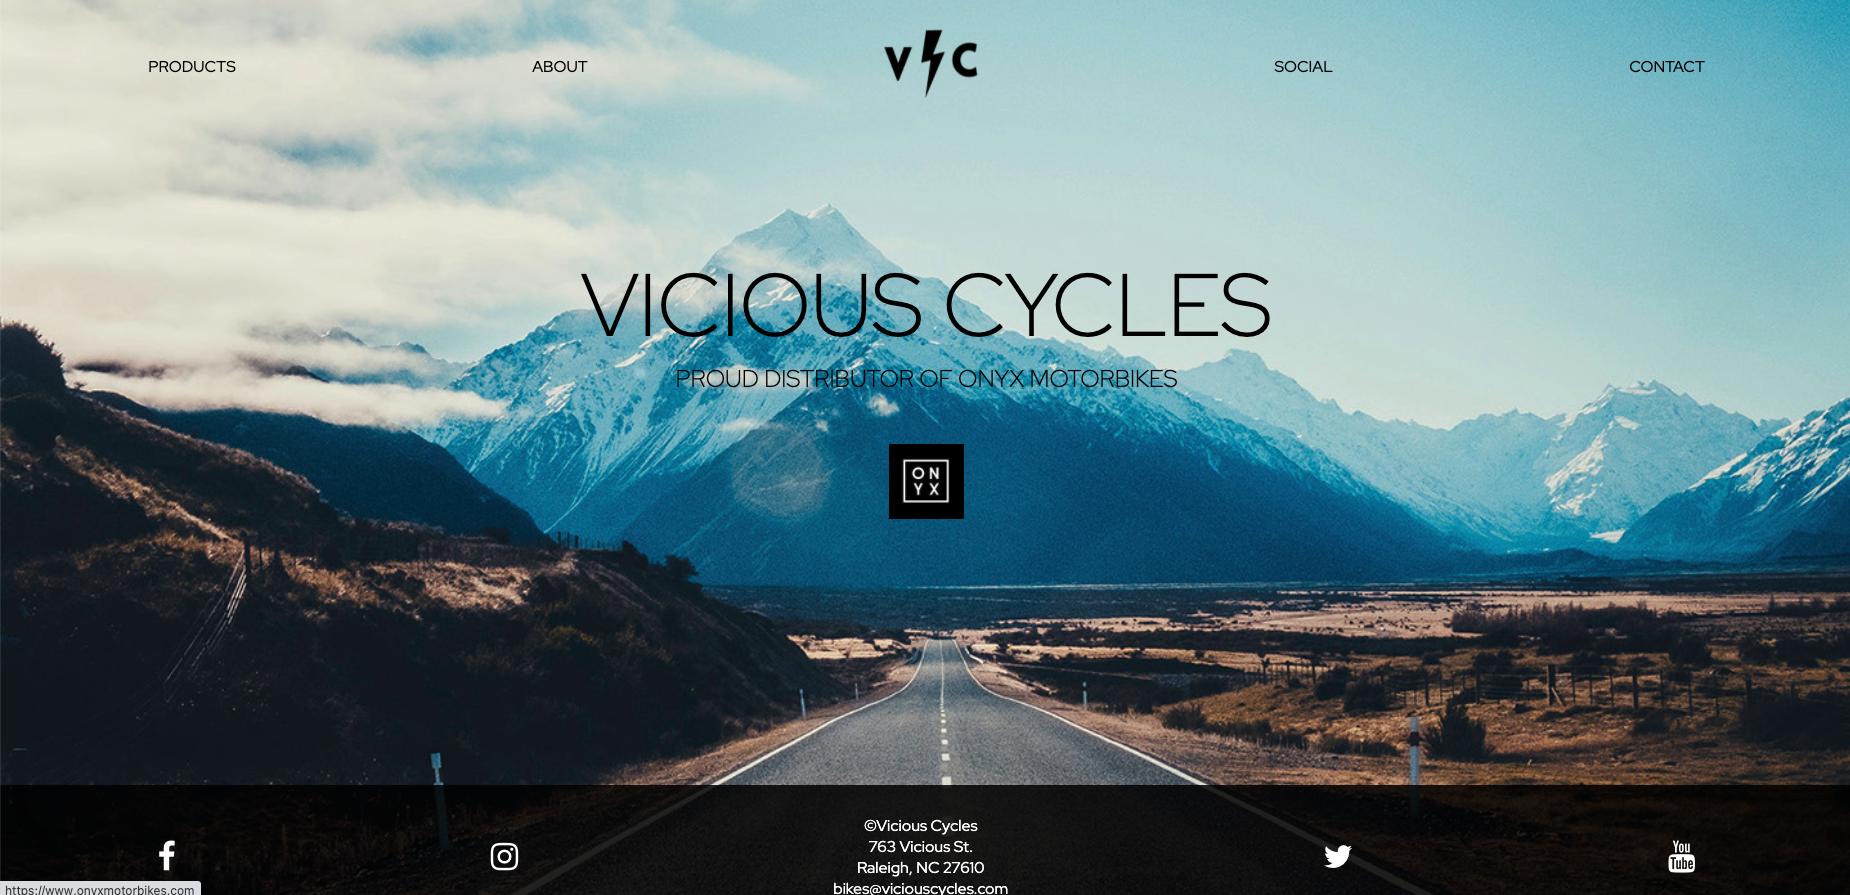 PRODUCTS
ABOUT
V C
SOCIAL
CONTACT
VICIOUS CYCLES
PROUD DISTRIBUTOR OF ONYX MOTORBIKES
ON
YX
©Vicious Cycles
763 Vicious St.
Raleigh, NC 27610
bikes@viciouscycles.com
You
Tube
https://www.onyxmotorbikes.com